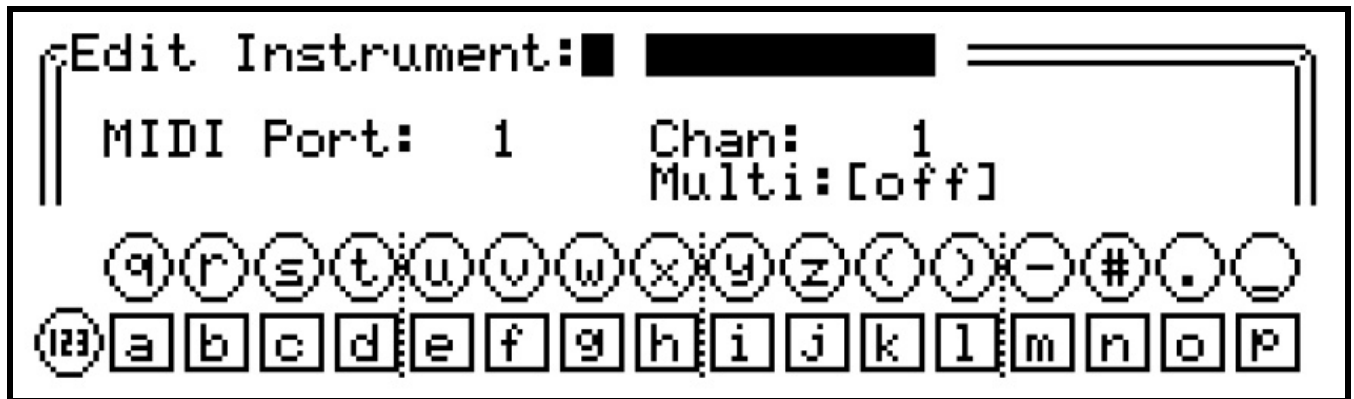 Edit Instrument:
MIDI Port: 1 Chan: 1
Multi:[off]
q r s t u v w x y z ( ) - # . _
123 a b c d e f g h i j k l m n o p